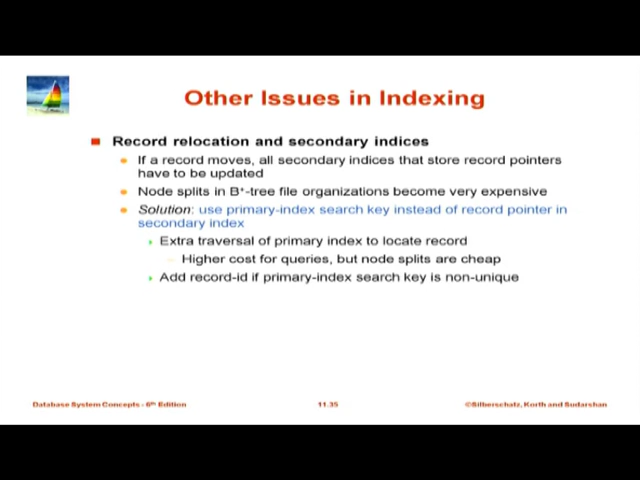 Other Issues in Indexing
Record relocation and secondary indices
If a record moves, all secondary indices that store record pointers
have to be updated
Node splits in B+-tree file organizations become very expensive
Solution: use primary-index search key instead of record pointer in
secondary index
Extra traversal of primary index to locate record
– Higher cost for queries, but node splits are cheap
Add record-id if primary-index search key is non-unique
Database System Concepts - 6th Edition
11.35
©Silberschatz, Korth and Sudarshan